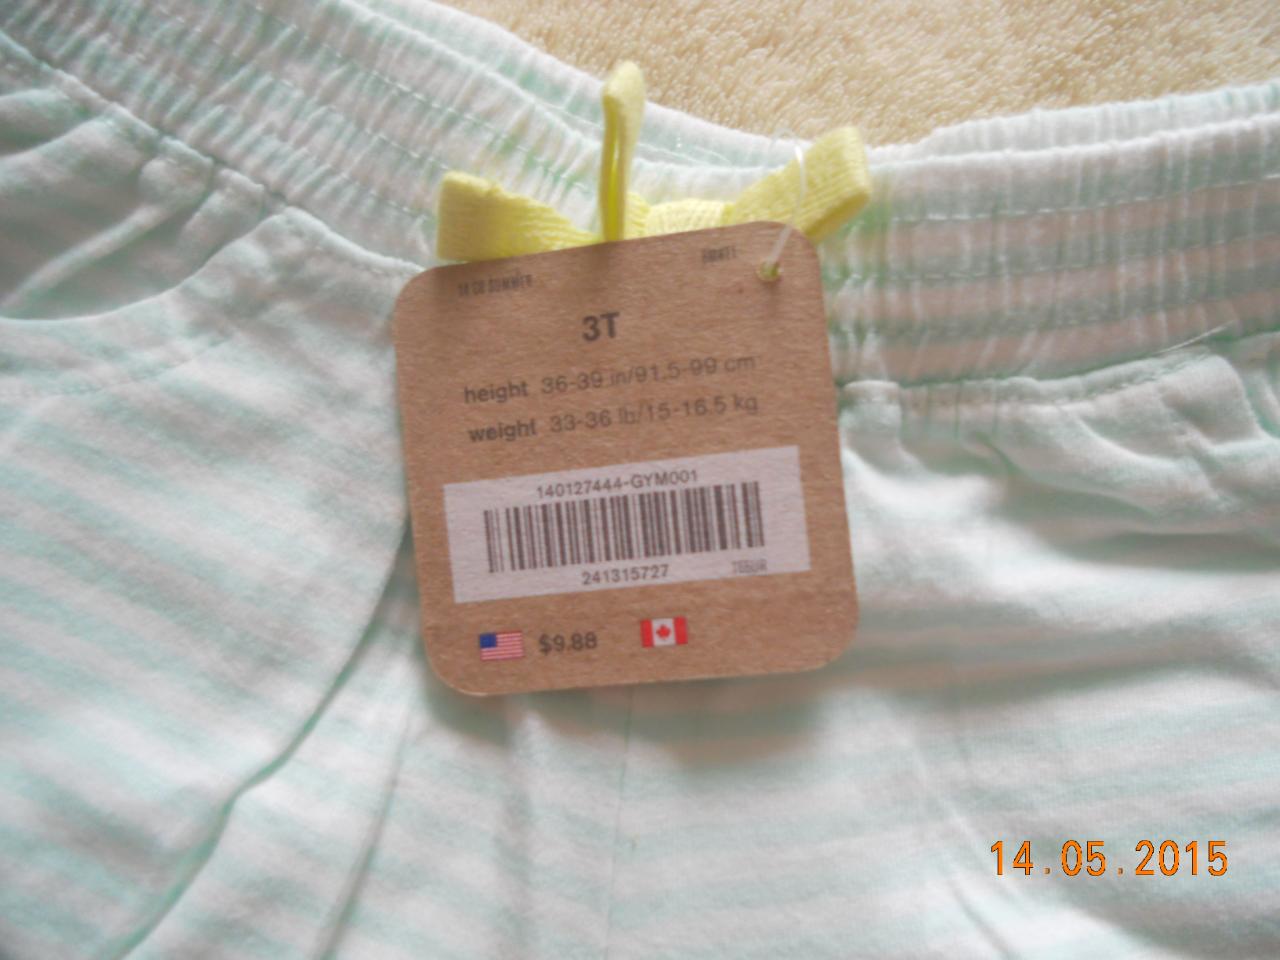 3T
height 36-39 in/91.5-99 cm
weight 33-36 lb/15-16.5 kg
140127444-GYM001
241315727
$9.88
14.05.2015